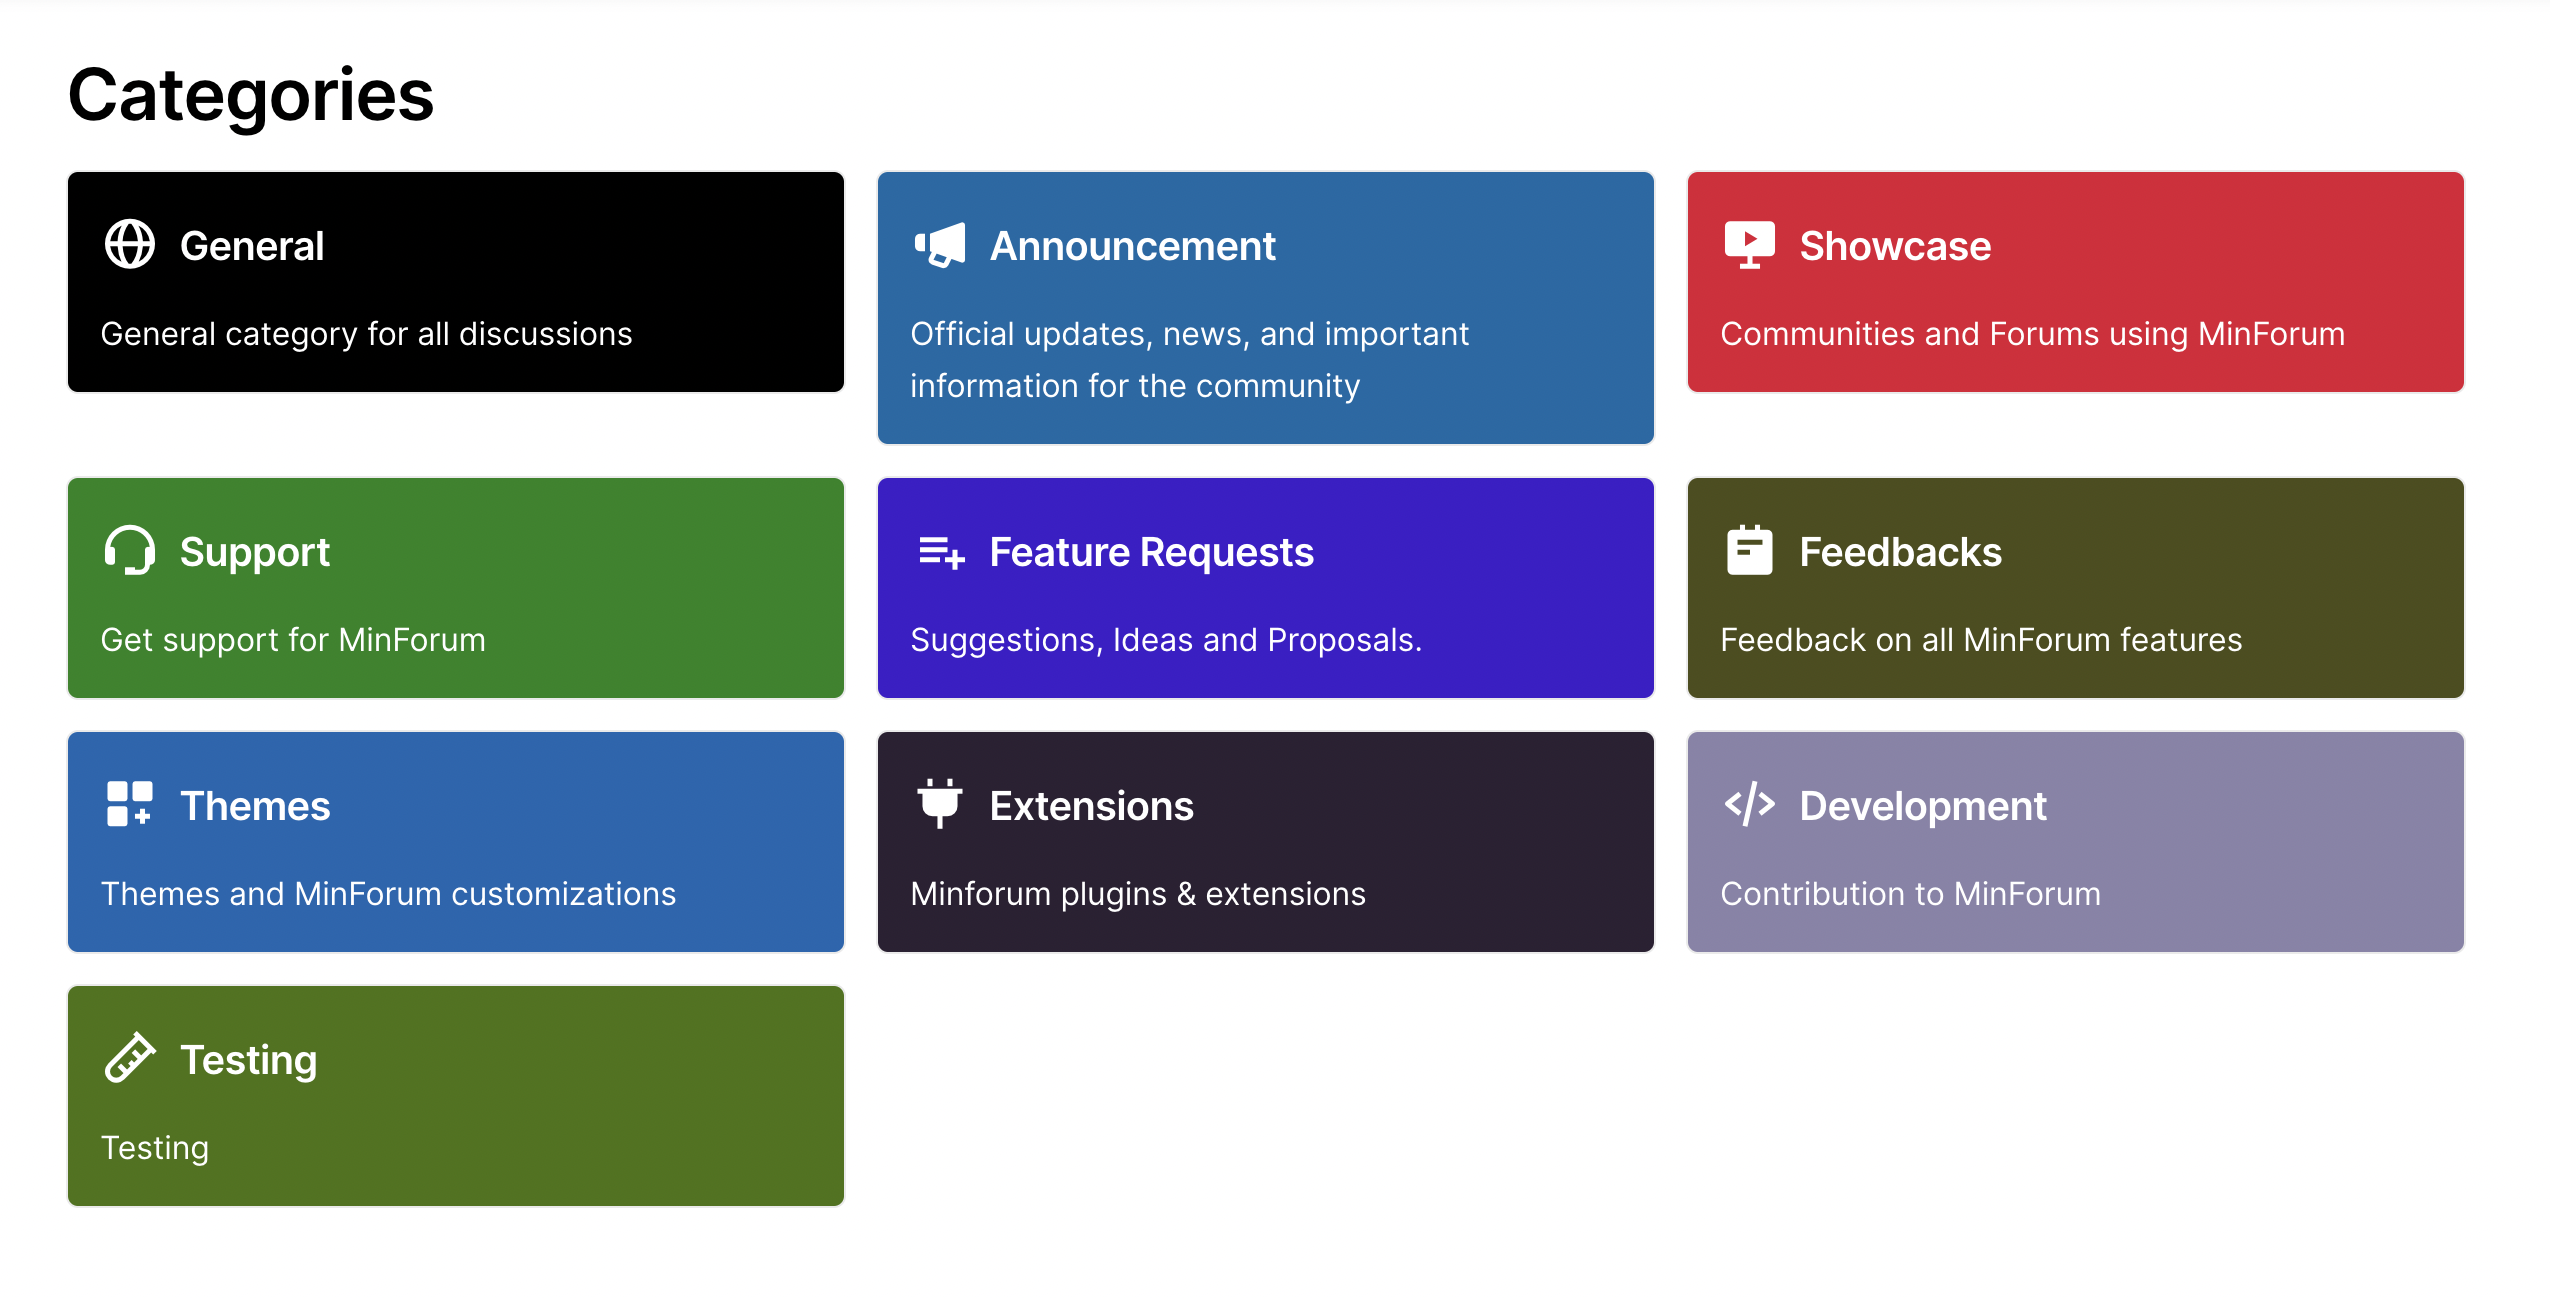 Categories
General
General category for all discussions
Announcement
Official updates, news, and important
information for the community
Showcase
Communities and Forums using MinForum
Support
Get support for MinForum
Feature Requests
Suggestions, Ideas and Proposals.
Feedbacks
Feedback on all MinForum features
Themes
Themes and MinForum customizations
Extensions
Minforum plugins & extensions
Development
Contribution to MinForum
Testing
Testing